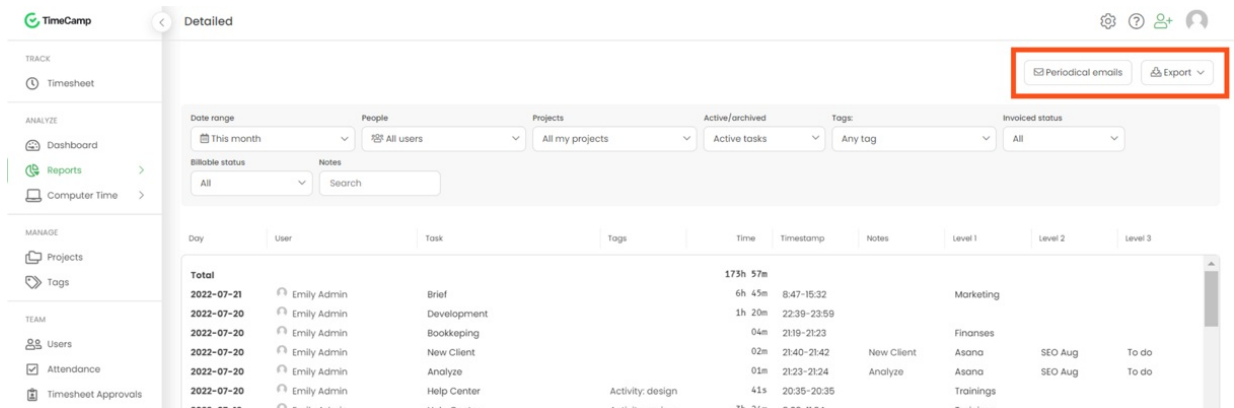 TimeCamp
Detailed
TRACK
Timesheet
ANALYZE
Dashboard
Reports
Computer Time
MANAGE
Projects
Tags
TEAM
Users
Attendance
Timesheet Approvals
Periodical emails Export
Date range People Projects Active/archived Tags: Invoiced status
This month All users All my projects Active tasks Any tag All
Billable status Notes
All Search
Day User Task Tags Time Timestamp Notes Level 1 Level 2 Level 3
Total 173h 57m
2022-07-21 Emily Admin Brief 6h 45m 8:47-15:32 Marketing
2022-07-20 Emily Admin Development 1h 20m 22:39-23:59
2022-07-20 Emily Admin Bookkeping 04m 21:19-21:23 Finanses
2022-07-20 Emily Admin New Client 02m 21:40-21:42 New Client Asana SEO Aug To do
2022-07-20 Emily Admin Analyze 01m 21:23-21:24 Analyze Asana SEO Aug To do
2022-07-20 Emily Admin Help Center Activity: design 41s 20:35-20:35 Trainings